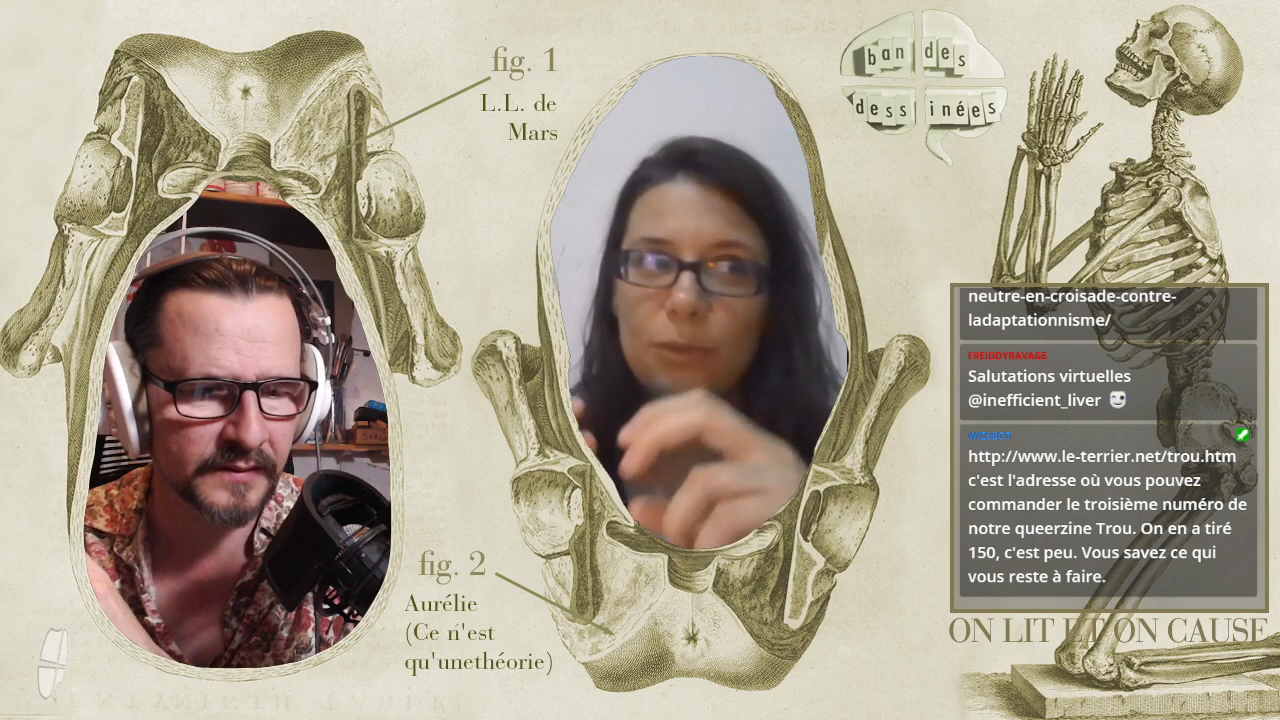 fig. 1
L.L. de
Mars
ban des
dess inées
neutre-en-croisade-contre-
ladaptationnisme/
FREIDDYRAVAGE
Salutations virtuelles
@inefficient_liver
WIZEBOT
http://www.le-terrier.net/trou.htm
c'est l'adresse où vous pouvez
commander le troisième numéro de
notre queerzine Trou. On en a tiré
150, c'est peu. Vous savez ce qui
vous reste à faire.
fig. 2
Aurélie
(Ce n'est
qu'unethéorie)
ON LIT ET ON CAUSE